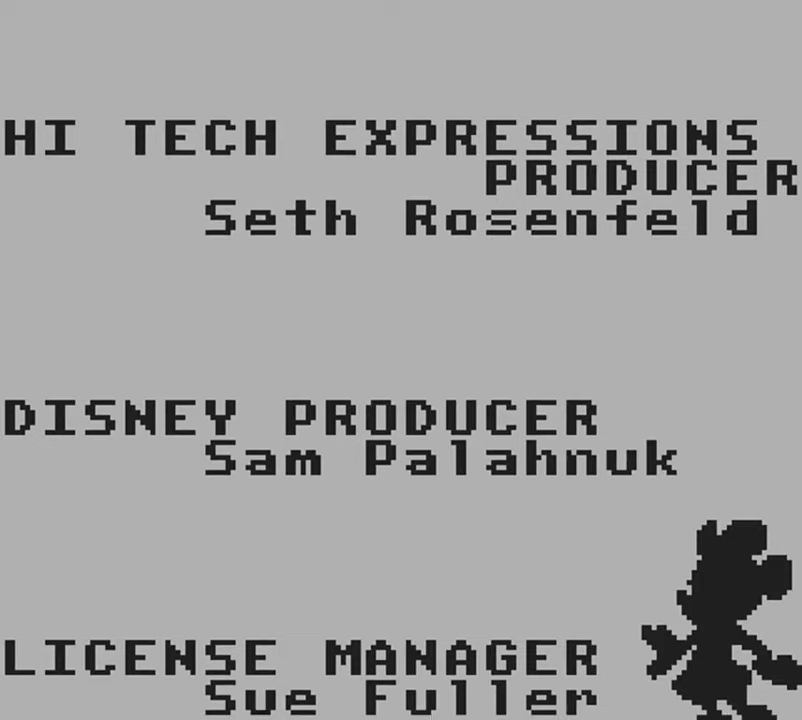 HI TECH EXPRESSIONS
PRODUCER
Seth Rosenfeld
DISNEY PRODUCER
Sam Palahnuk
LICENSE MANAGER
Sue Fuller